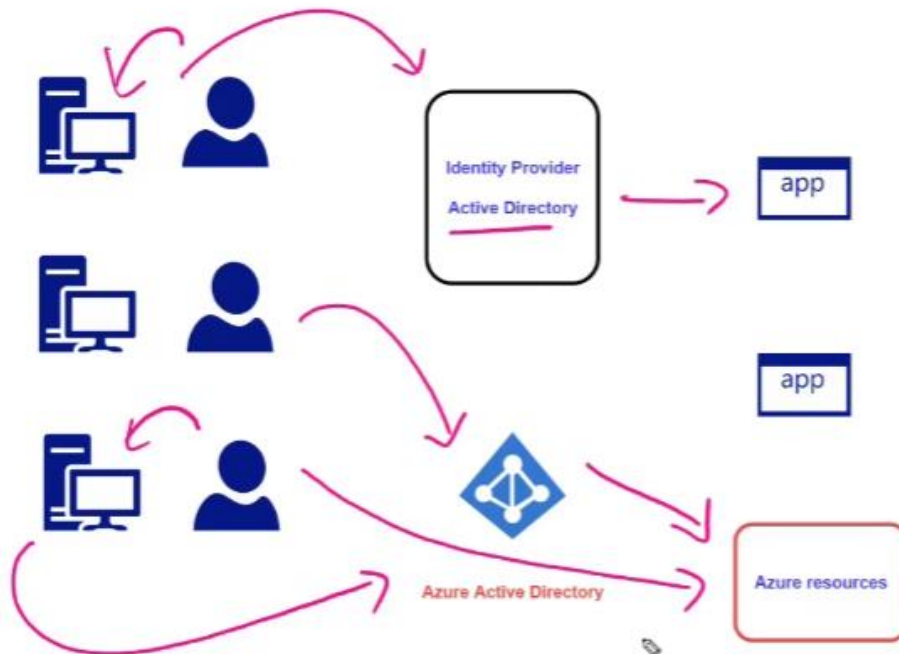 Identity Provider
Active Directory
app
app
Azure Active Directory
Azure resources